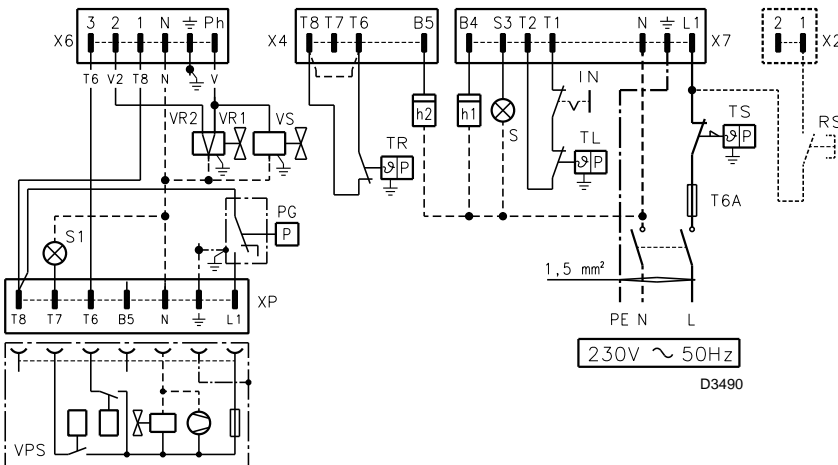 3 2 1 N Ph
X6
T6 V2 T8 N V
VR2 VR1 VS
T8 T7 T6 B5
X4
h2
TR
ϑ P
B4 S3 T2 T1 N L1
X7
h1
S
IN
TL
ϑ P
2 1
X2
TS
ϑ P
RS
T6A
S1
PG
P
1,5 mm²
PE N L
T8 T7 T6 B5 N L1
XP
230V ~ 50Hz
D3490
VPS